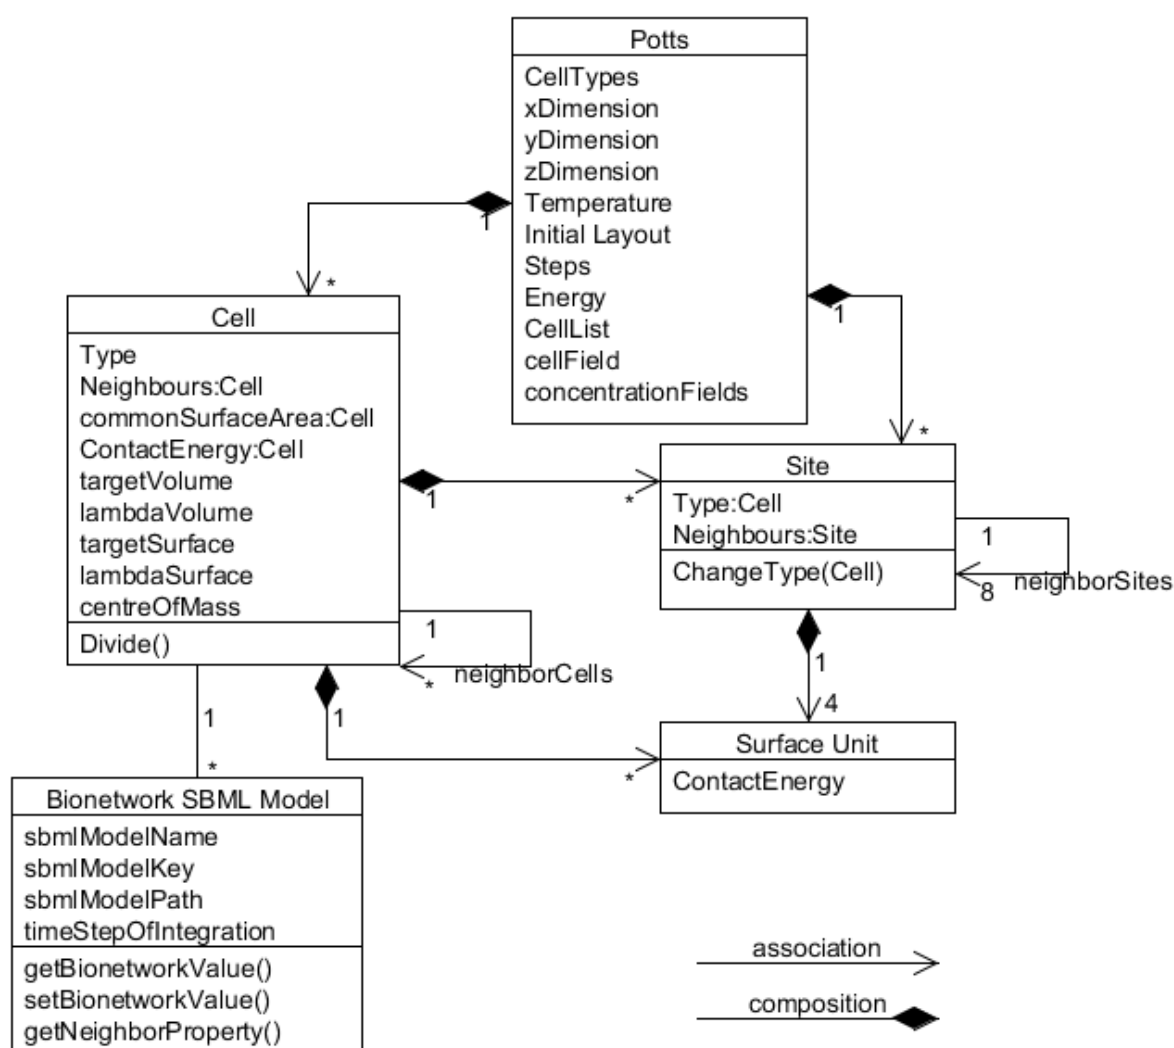 Potts
CellTypes
xDimension
yDimension
zDimension
Temperature
Initial Layout
Steps
Energy
CellList
cellField
concentrationFields
1
*
1
*
Cell
Type
Neighbours:Cell
commonSurfaceArea:Cell
ContactEnergy:Cell
targetVolume
lambdaVolume
targetSurface
lambdaSurface
centreOfMass
Divide()
1
*
1
* neighborCells
Site
Type:Cell
Neighbours:Site
ChangeType(Cell)
1
8 neighborSites
1
4
1
*
Surface Unit
ContactEnergy
1
*
Bionetwork SBML Model
sbmlModelName
sbmlModelKey
sbmlModelPath
timeStepOfIntegration
getBionetworkValue()
setBionetworkValue()
getNeighborProperty()
association
composition